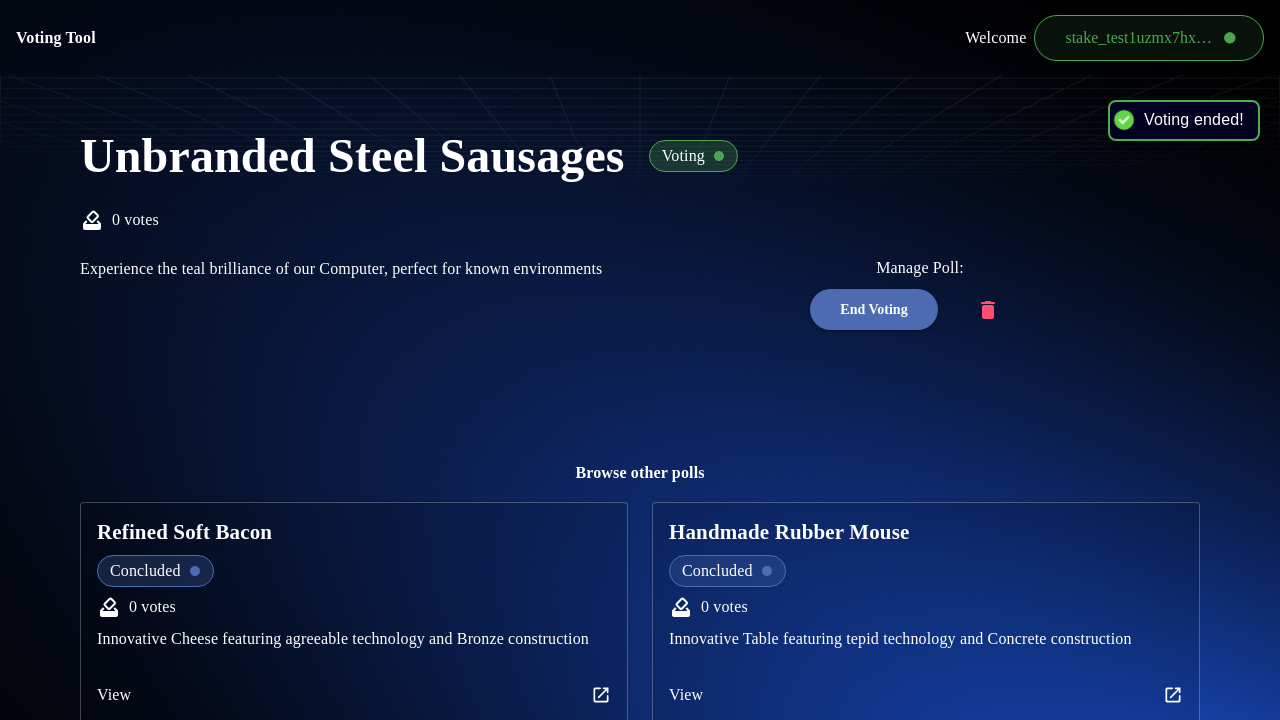 Voting Tool
Welcome
stake_test1uzmx7hx…
Voting ended!
Unbranded Steel Sausages
Voting
0 votes
Experience the teal brilliance of our Computer, perfect for known environments
Manage Poll:
End Voting
Browse other polls
Refined Soft Bacon
Concluded
0 votes
Innovative Cheese featuring agreeable technology and Bronze construction
View
Handmade Rubber Mouse
Concluded
0 votes
Innovative Table featuring tepid technology and Concrete construction
View